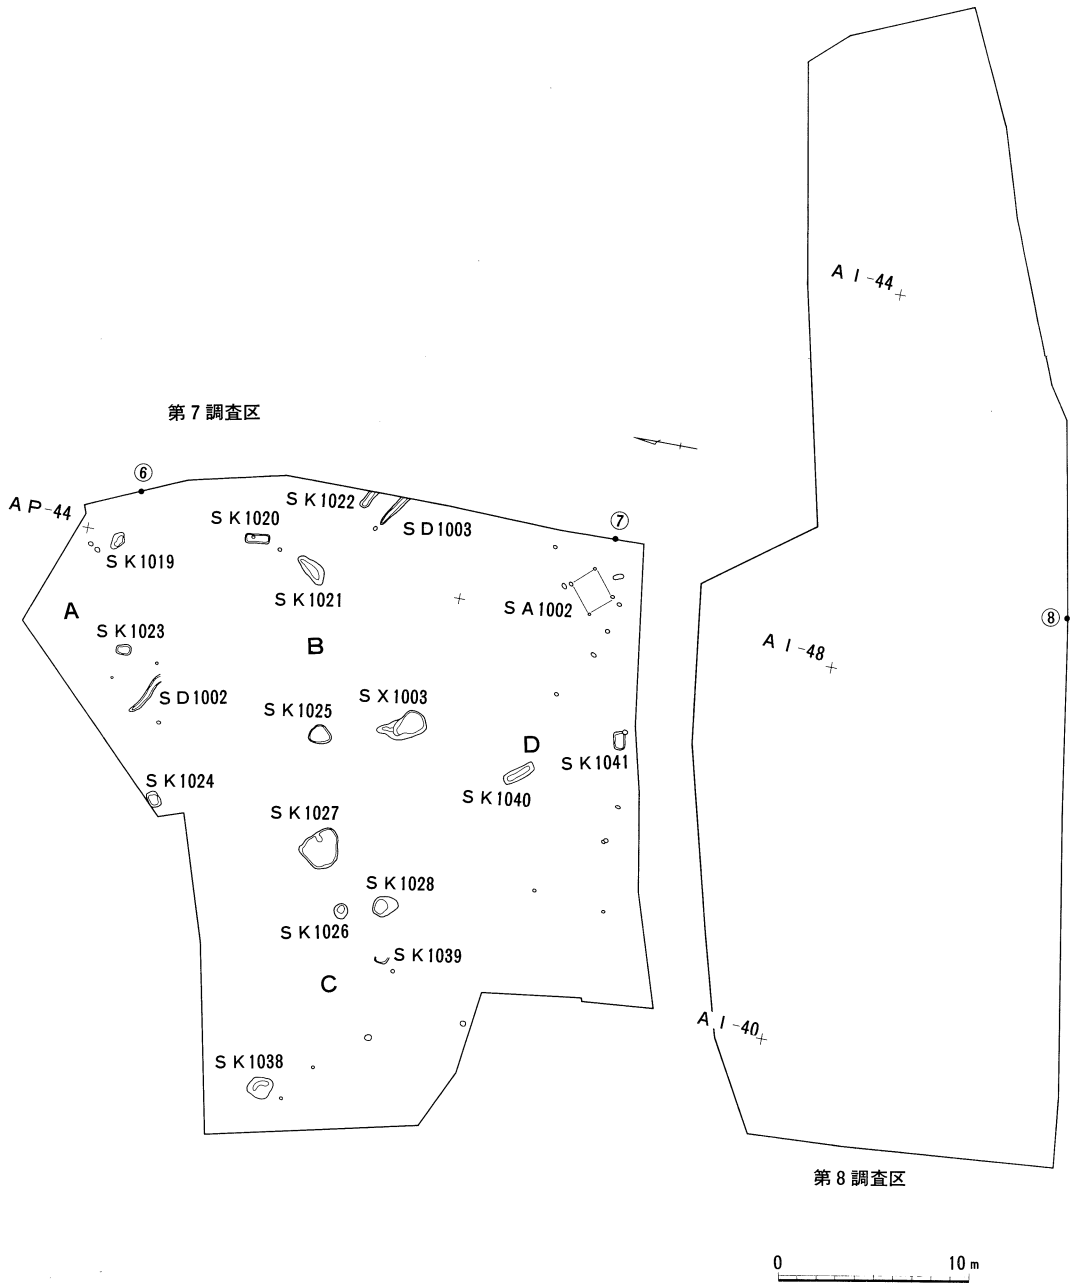 AI-44
第7調査区
⑥
SK1022
AP-44
SK1020
SD1003
⑦
SK1019
SK1021
SA1002
A
⑧
SK1023
B
AI-48
SD1002
SX1003
SK1025
D
SK1041
SK1024
SK1040
SK1027
SK1028
SK1026
SK1039
C
AI-40
SK1038
第8調査区
0 10m